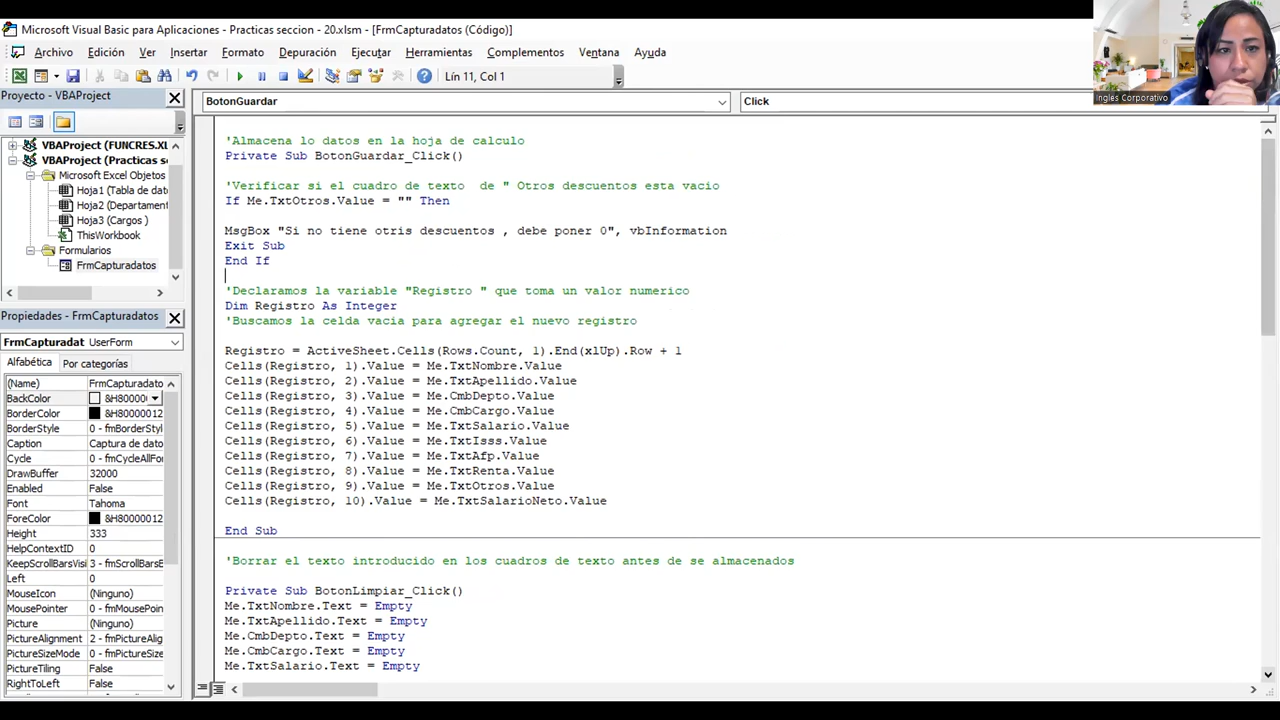 Microsoft Visual Basic para Aplicaciones - Practicas seccion - 20.xlsm - [FrmCapturadatos (Código)]
Archivo Edición Ver Insertar Formato Depuración Ejecutar Herramientas Complementos Ventana Ayuda
Lín 11, Col 1
Ingles Corporativo
Proyecto - VBAProject
BotonGuardar
Click
VBAProject (FUNCRES.XL
VBAProject (Practicas se
Microsoft Excel Objetos
Hoja1 (Tabla de dat
Hoja2 (Departament
Hoja3 (Cargos )
ThisWorkbook
Formularios
FrmCapturadatos
Propiedades - FrmCapturadatos
FrmCapturadat UserForm
Alfabética Por categorías
(Name) FrmCapturadato
BackColor &H80000
BorderColor &H80000012
BorderStyle 0 - fmBorderStyl
Caption Captura de dato
Cycle 0 - fmCycleAllFor
DrawBuffer 32000
Enabled False
Font Tahoma
ForeColor &H80000012
Height 333
HelpContextID 0
KeepScrollBarsVisi 3 - fmScrollBarsB
Left 0
MouseIcon (Ninguno)
MousePointer 0 - fmMousePoin
Picture (Ninguno)
PictureAlignment 2 - fmPictureAlig
PictureSizeMode 0 - fmPictureSize
PictureTiling False
RightToLeft False
'Almacena lo datos en la hoja de calculo
Private Sub BotonGuardar_Click()
'Verificar si el cuadro de texto  de " Otros descuentos esta vacio
If Me.TxtOtros.Value = "" Then
MsgBox "Si no tiene otris descuentos , debe poner 0", vbInformation
Exit Sub
End If
'Declaramos la variable "Registro " que toma un valor numerico
Dim Registro As Integer
'Buscamos la celda vacia para agregar el nuevo registro
Registro = ActiveSheet.Cells(Rows.Count, 1).End(xlUp).Row + 1
Cells(Registro, 1).Value = Me.TxtNombre.Value
Cells(Registro, 2).Value = Me.TxtApellido.Value
Cells(Registro, 3).Value = Me.CmbDepto.Value
Cells(Registro, 4).Value = Me.CmbCargo.Value
Cells(Registro, 5).Value = Me.TxtSalario.Value
Cells(Registro, 6).Value = Me.TxtIsss.Value
Cells(Registro, 7).Value = Me.TxtAfp.Value
Cells(Registro, 8).Value = Me.TxtRenta.Value
Cells(Registro, 9).Value = Me.TxtOtros.Value
Cells(Registro, 10).Value = Me.TxtSalarioNeto.Value
End Sub
'Borrar el texto introducido en los cuadros de texto antes de se almacenados
Private Sub BotonLimpiar_Click()
Me.TxtNombre.Text = Empty
Me.TxtApellido.Text = Empty
Me.CmbDepto.Text = Empty
Me.CmbCargo.Text = Empty
Me.TxtSalario.Text = Empty